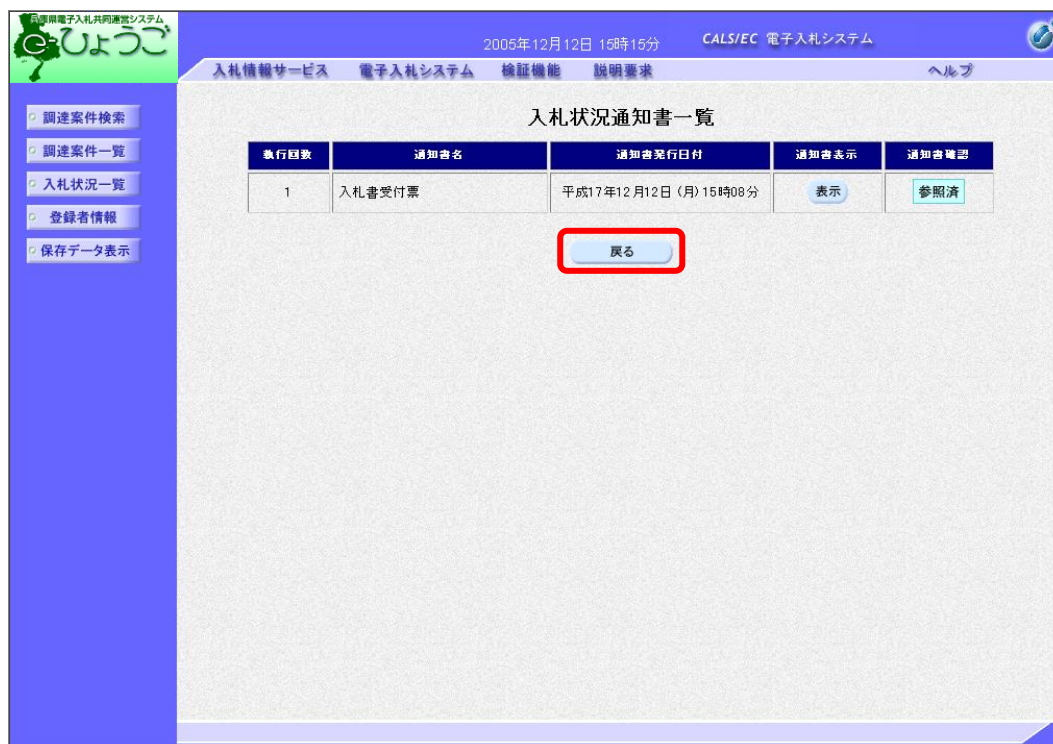 兵庫県電子入札共同運営システム
e-ひょうご
2005年12月12日 15時15分
CALS/EC 電子入札システム
入札情報サービス 電子入札システム 検証機能 説明要求 ヘルプ
調達案件検索
調達案件一覧
入札状況一覧
登録者情報
保存データ表示
入札状況通知書一覧
執行回数 通知書名 通知書発行日付 通知書表示 通知書確認
1 入札書受付票 平成17年12月12日 (月) 15時08分 表示 参照済
戻る